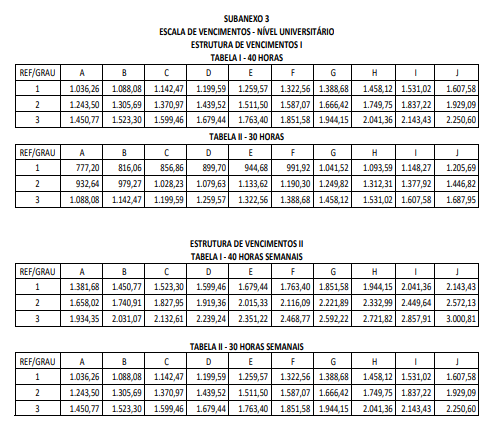 SUBANEXO 3
ESCALA DE VENCIMENTOS - NÍVEL UNIVERSITÁRIO
ESTRUTURA DE VENCIMENTOS I
TABELA I - 40 HORAS
REF/GRAU A B C D E F G H I J
1 1.036,26 1.088,08 1.142,47 1.199,59 1.259,57 1.322,56 1.388,68 1.458,12 1.531,02 1.607,58
2 1.243,50 1.305,69 1.370,97 1.439,52 1.511,50 1.587,07 1.666,42 1.749,75 1.837,22 1.929,09
3 1.450,77 1.523,30 1.599,46 1.679,44 1.763,40 1.851,58 1.944,15 2.041,36 2.143,43 2.250,60
TABELA II - 30 HORAS
REF/GRAU A B C D E F G H I J
1 777,20 816,06 856,86 899,70 944,68 991,92 1.041,52 1.093,59 1.148,27 1.205,69
2 932,64 979,27 1.028,23 1.079,63 1.133,62 1.190,30 1.249,82 1.312,31 1.377,92 1.446,82
3 1.088,08 1.142,47 1.199,59 1.259,57 1.322,56 1.388,68 1.458,12 1.531,02 1.607,58 1.687,95
ESTRUTURA DE VENCIMENTOS II
TABELA I - 40 HORAS SEMANAIS
REF/GRAU A B C D E F G H I J
1 1.381,68 1.450,77 1.523,30 1.599,46 1.679,44 1.763,40 1.851,58 1.944,15 2.041,36 2.143,43
2 1.658,02 1.740,91 1.827,95 1.919,36 2.015,33 2.116,09 2.221,89 2.332,99 2.449,64 2.572,13
3 1.934,35 2.031,07 2.132,61 2.239,24 2.351,22 2.468,77 2.592,22 2.721,82 2.857,91 3.000,81
TABELA II - 30 HORAS SEMANAIS
REF/GRAU A B C D E F G H I J
1 1.036,26 1.088,08 1.142,47 1.199,59 1.259,57 1.322,56 1.388,68 1.458,12 1.531,02 1.607,58
2 1.243,50 1.305,69 1.370,97 1.439,52 1.511,50 1.587,07 1.666,42 1.749,75 1.837,22 1.929,09
3 1.450,77 1.523,30 1.599,46 1.679,44 1.763,40 1.851,58 1.944,15 2.041,36 2.143,43 2.250,60